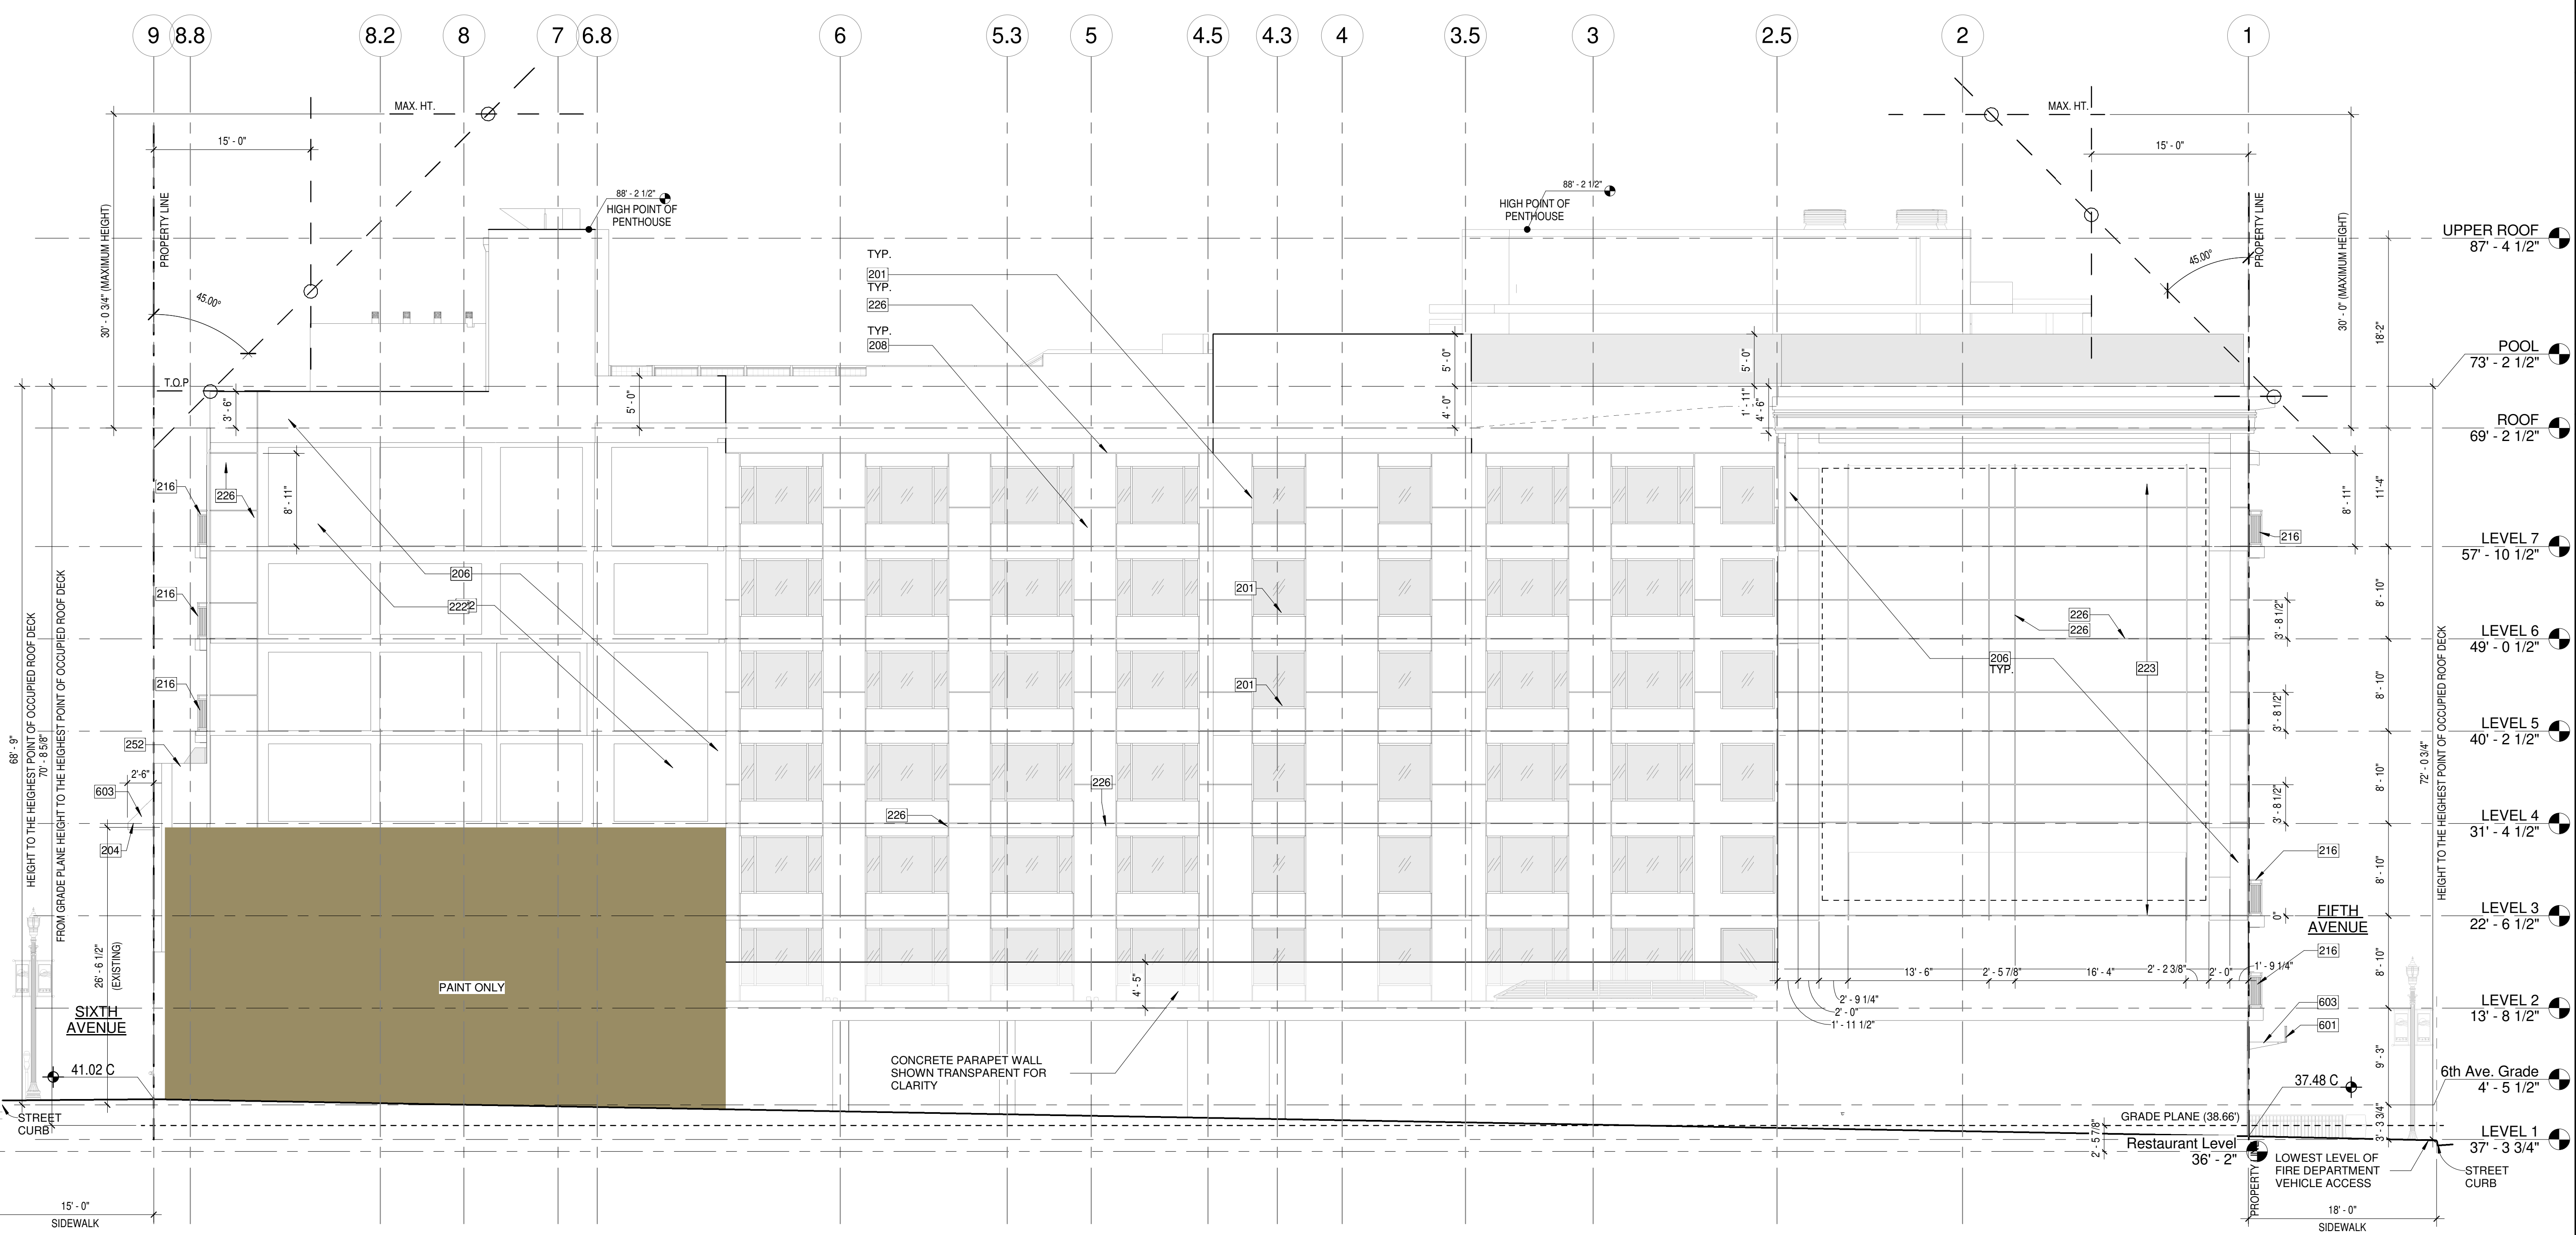 9
8.8
8.2
8
7
6.8
6
5.3
5
4.5
4.3
4
3.5
3
2.5
2
1
MAX. HT.
MAX. HT.
15' - 0"
15' - 0"
PROPERTY LINE
PROPERTY LINE
30' - 0 3/4" (MAXIMUM HEIGHT)
30' - 0" (MAXIMUM HEIGHT)
45.00°
45.00°
88' - 2 1/2"
HIGH POINT OF
PENTHOUSE
88' - 2 1/2"
HIGH POINT OF
PENTHOUSE
TYP.
201
TYP.
226
TYP.
208
UPPER ROOF
87' - 4 1/2"
18'-2"
POOL
73' - 2 1/2"
ROOF
69' - 2 1/2"
11'-4"
8' - 11"
LEVEL 7
57' - 10 1/2"
8' - 10"
3' - 8 1/2"
LEVEL 6
49' - 0 1/2"
8' - 10"
3' - 8 1/2"
LEVEL 5
40' - 2 1/2"
8' - 10"
3' - 8 1/2"
LEVEL 4
31' - 4 1/2"
8' - 10"
LEVEL 3
22' - 6 1/2"
0"
8' - 10"
LEVEL 2
13' - 8 1/2"
9' - 3"
6th Ave. Grade
4' - 5 1/2"
3' - 3 3/4"
LEVEL 1
37' - 3 3/4"
T.O.P
3' - 6"
5' - 0"
5' - 0"
4' - 0"
5' - 0"
1' - 11"
4' - 6"
216
226
8' - 11"
216
206
222
216
252
2'-6"
603
204
201
201
226
226
216
226
226
206
TYP.
223
216
216
603
601
68' - 9"
HEIGHT TO THE HEIGHEST POINT OF OCCUPIED ROOF DECK
70' - 8 5/8"
FROM GRADE PLANE HEIGHT TO THE HIGHEST POINT OF OCCUPIED ROOF DECK
72' - 0 3/4"
HEIGHT TO THE HIGHEST POINT OF OCCUPIED ROOF DECK
26' - 6 1/2"
(EXISTING)
PAINT ONLY
SIXTH
AVENUE
FIFTH
AVENUE
4' - 5"
13' - 6"
2' - 5 7/8"
16' - 4"
2' - 2 3/8"
2' - 0"
1' - 9 1/4"
2' - 9 1/4"
2' - 0"
1' - 11 1/2"
CONCRETE PARAPET WALL
SHOWN TRANSPARENT FOR
CLARITY
41.02 C
37.48 C
STREET
CURB
GRADE PLANE (38.66')
2' - 5 7/8"
Restaurant Level
36' - 2"
LOWEST LEVEL OF
FIRE DEPARTMENT
VEHICLE ACCESS
STREET
CURB
PROPERTY
15' - 0"
SIDEWALK
18' - 0"
SIDEWALK